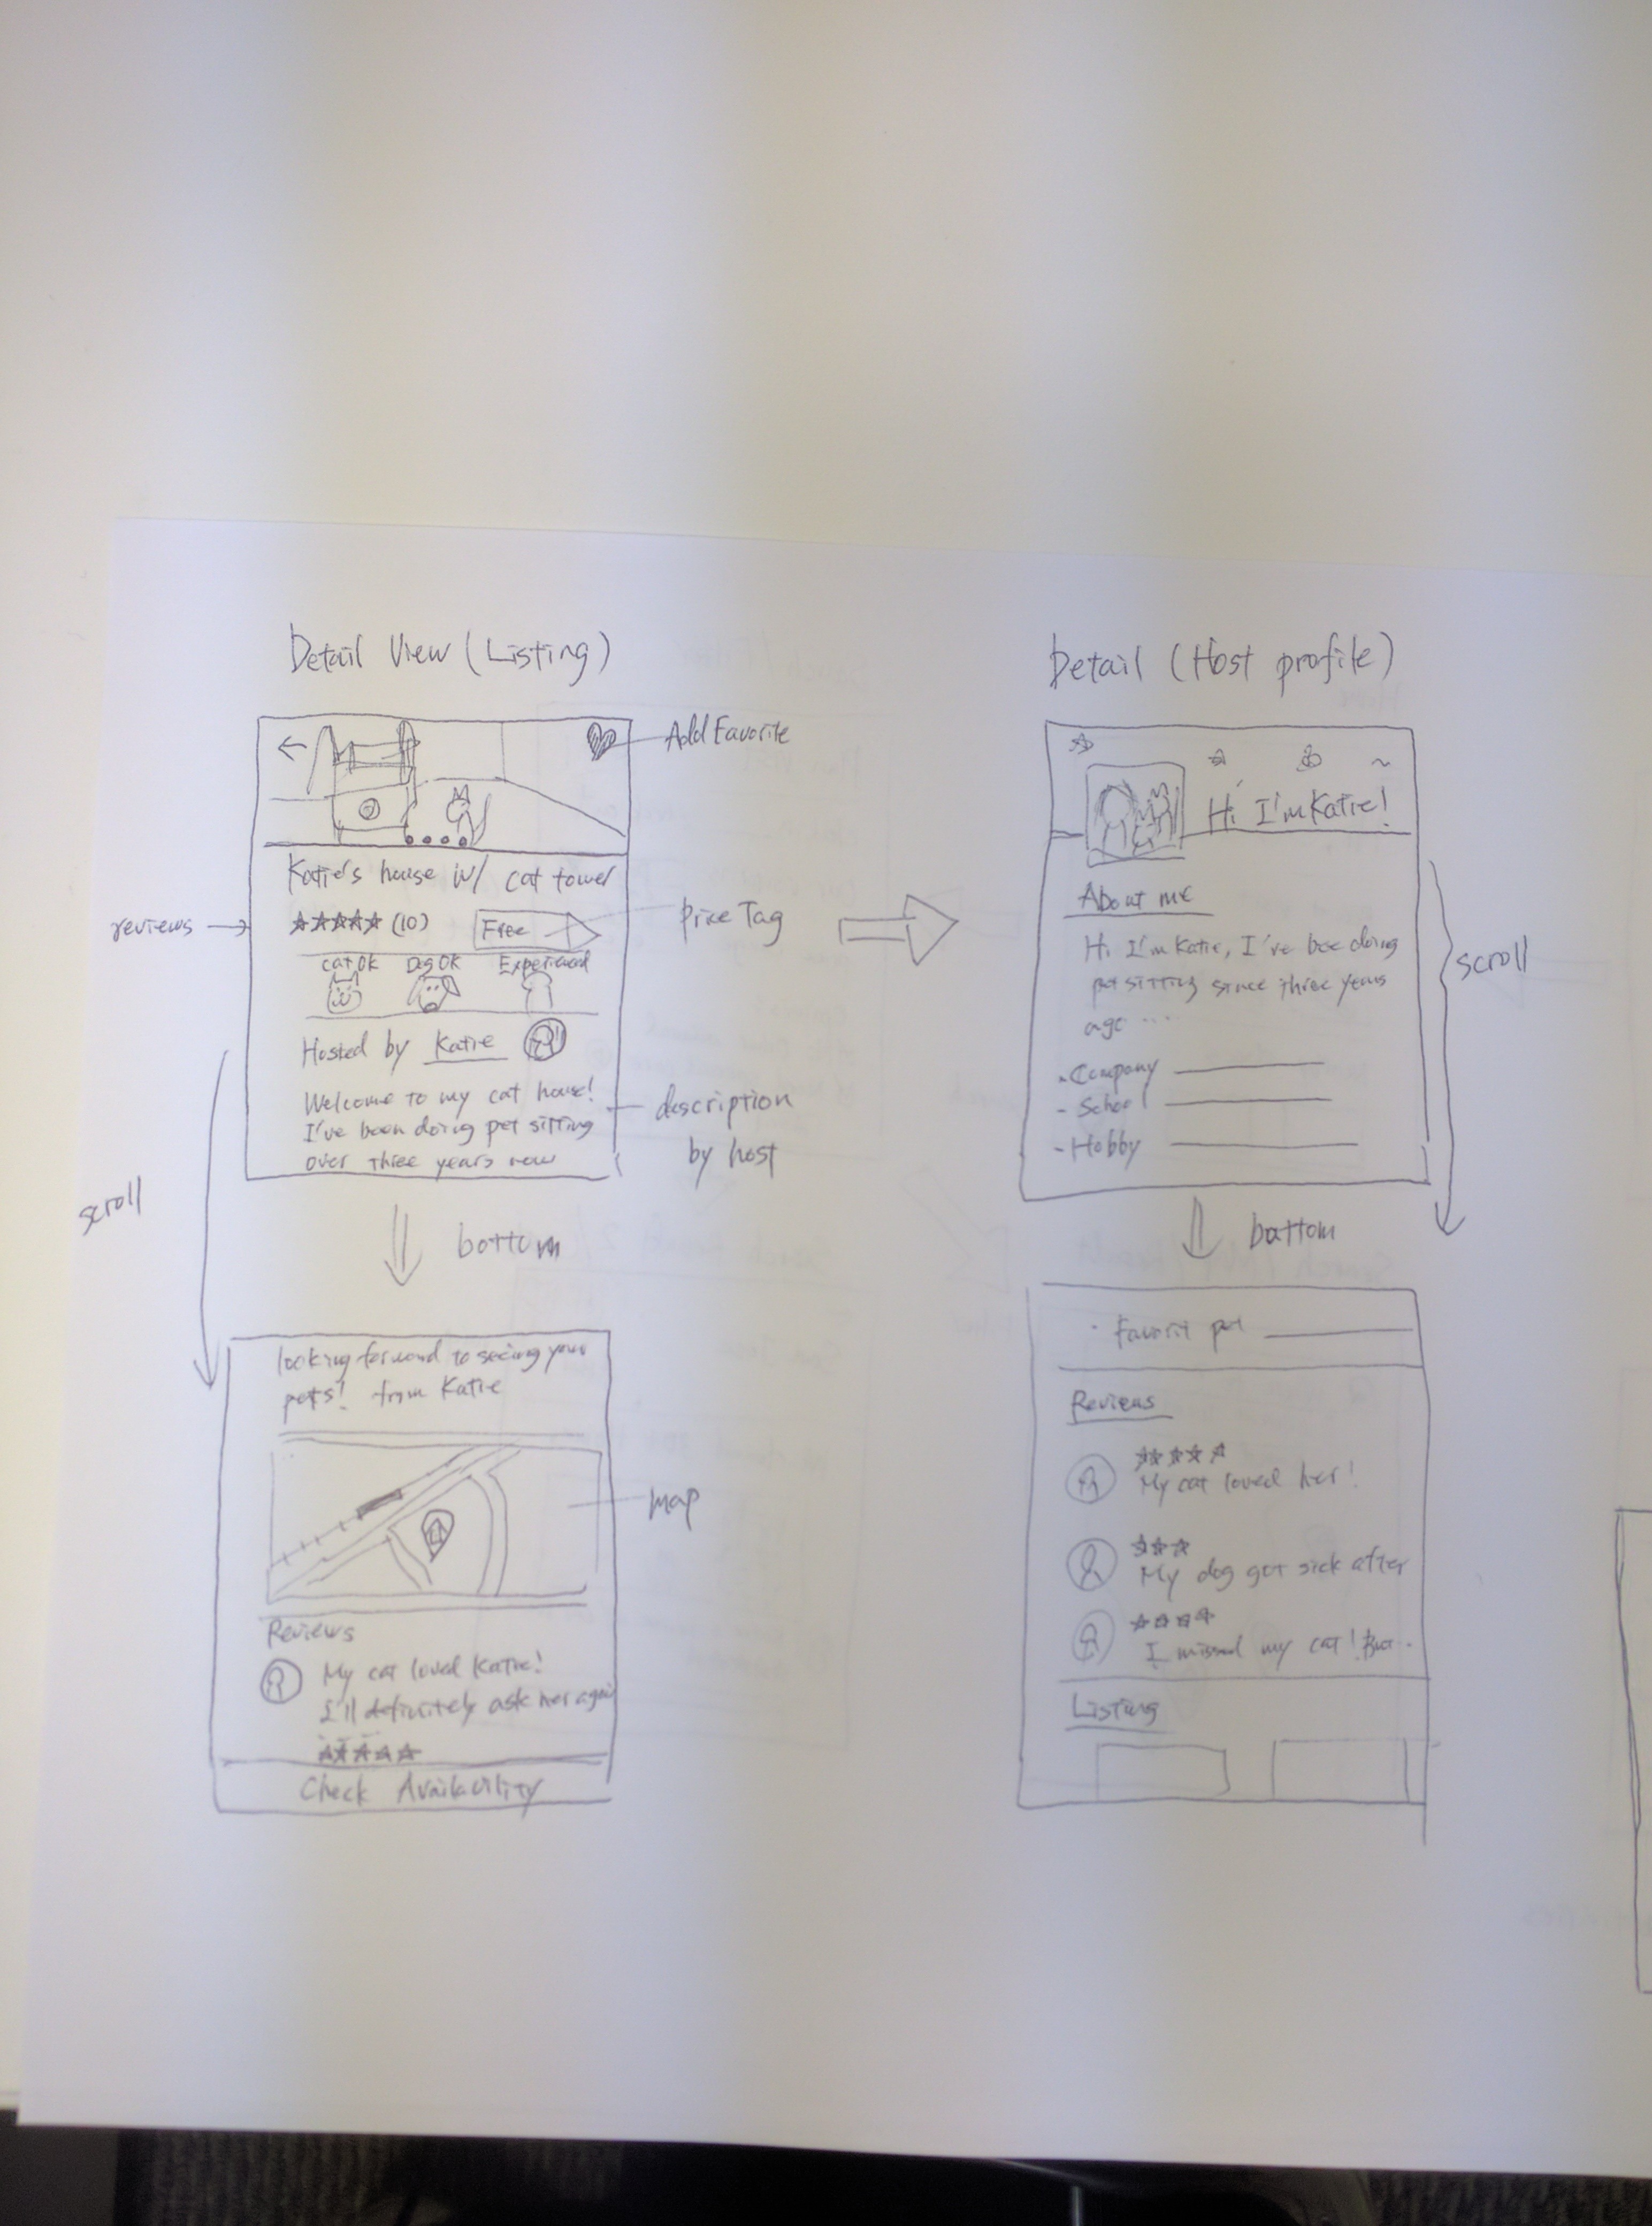 Detail View (Listing)
Add Favorite
Katie's house w/ cat tower
reviews
(10)
Free
Price Tag
cat OK
Dog OK
Experienced
Hosted by Katie
Welcome to my cat house!
I've been doing pet sitting
over three years now
description
by host
scroll
bottom
looking forward to seeing your
pets! from Katie
map
Reviews
My cat loved Katie!
I'll definitely ask her again
Check Availability
Detail (Host profile)
Hi I'm Katie!
About me
Hi I'm Katie, I've bee doing
pet sitting since three years
ago ....
- Company
- School
- Hobby
scroll
bottom
Favorit pet
Reviews
My cat loved her!
My dog got sick after
I missed my cat! But..
Listing